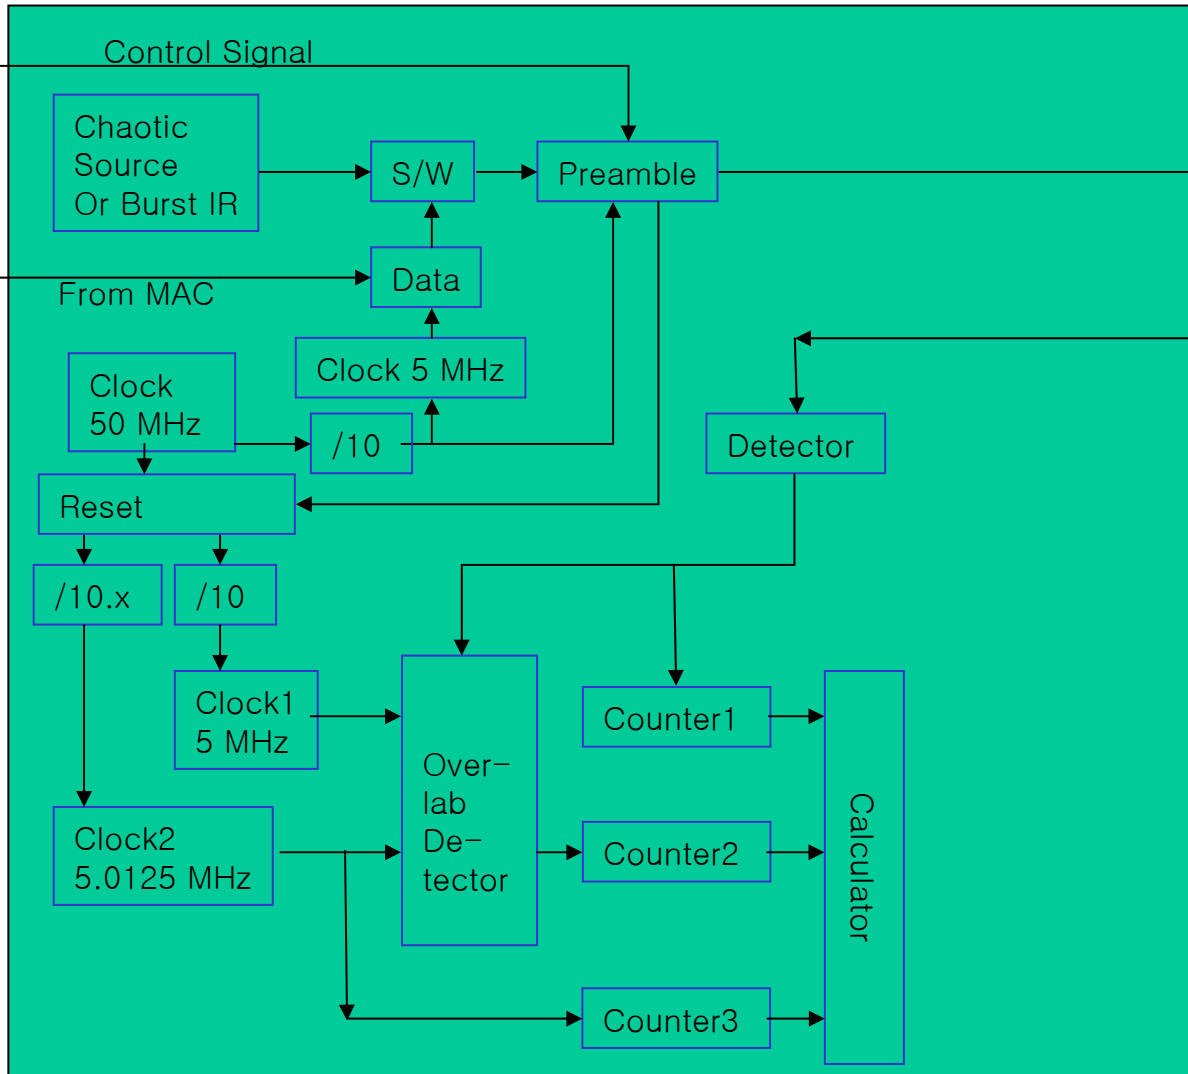 Control Signal
Chaotic
Source
Or Burst IR
S/W
Preamble
Data
From MAC
Clock 5 MHz
Clock
50 MHz
/10
Detector
Reset
/10.x
/10
Clock1
5 MHz
Over-
lab
De-
tector
Counter1
Clock2
5.0125 MHz
Counter2
Calculator
Counter3